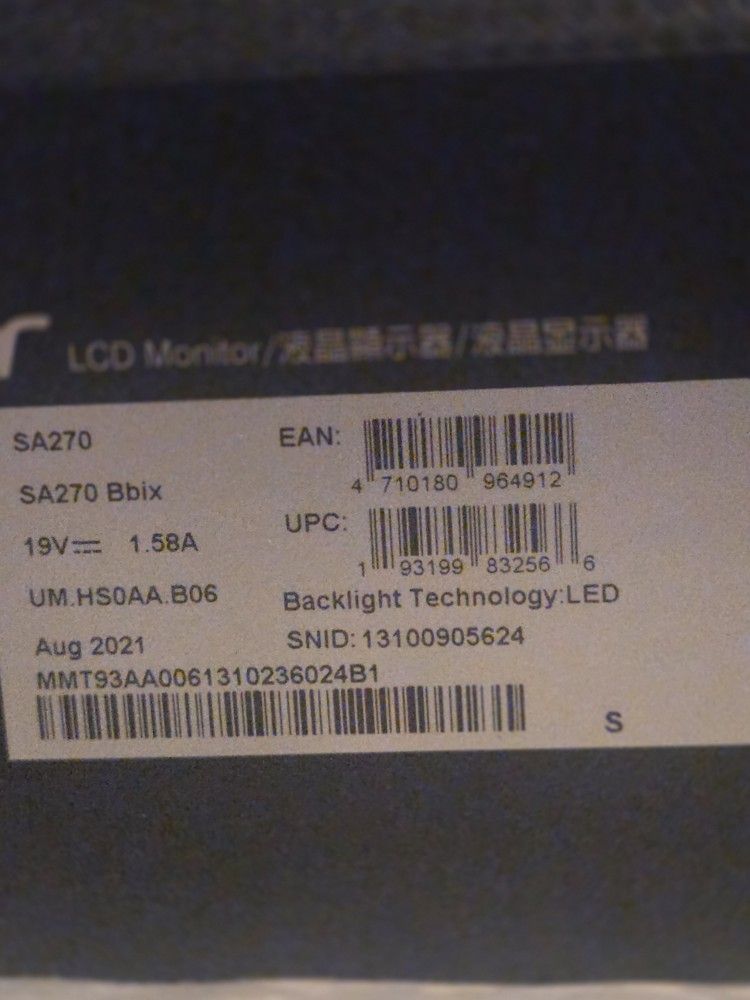 r
LCD Monitor/液晶顯示器/液晶显示器
SA270
EAN:
4 710180 964912
SA270 Bbix
UPC:
1 93199 83256 6
19V⎓ 1.58A
UM.HS0AA.B06
Backlight Technology:LED
Aug 2021
SNID: 13100905624
MMT93AA0061310236024B1
S